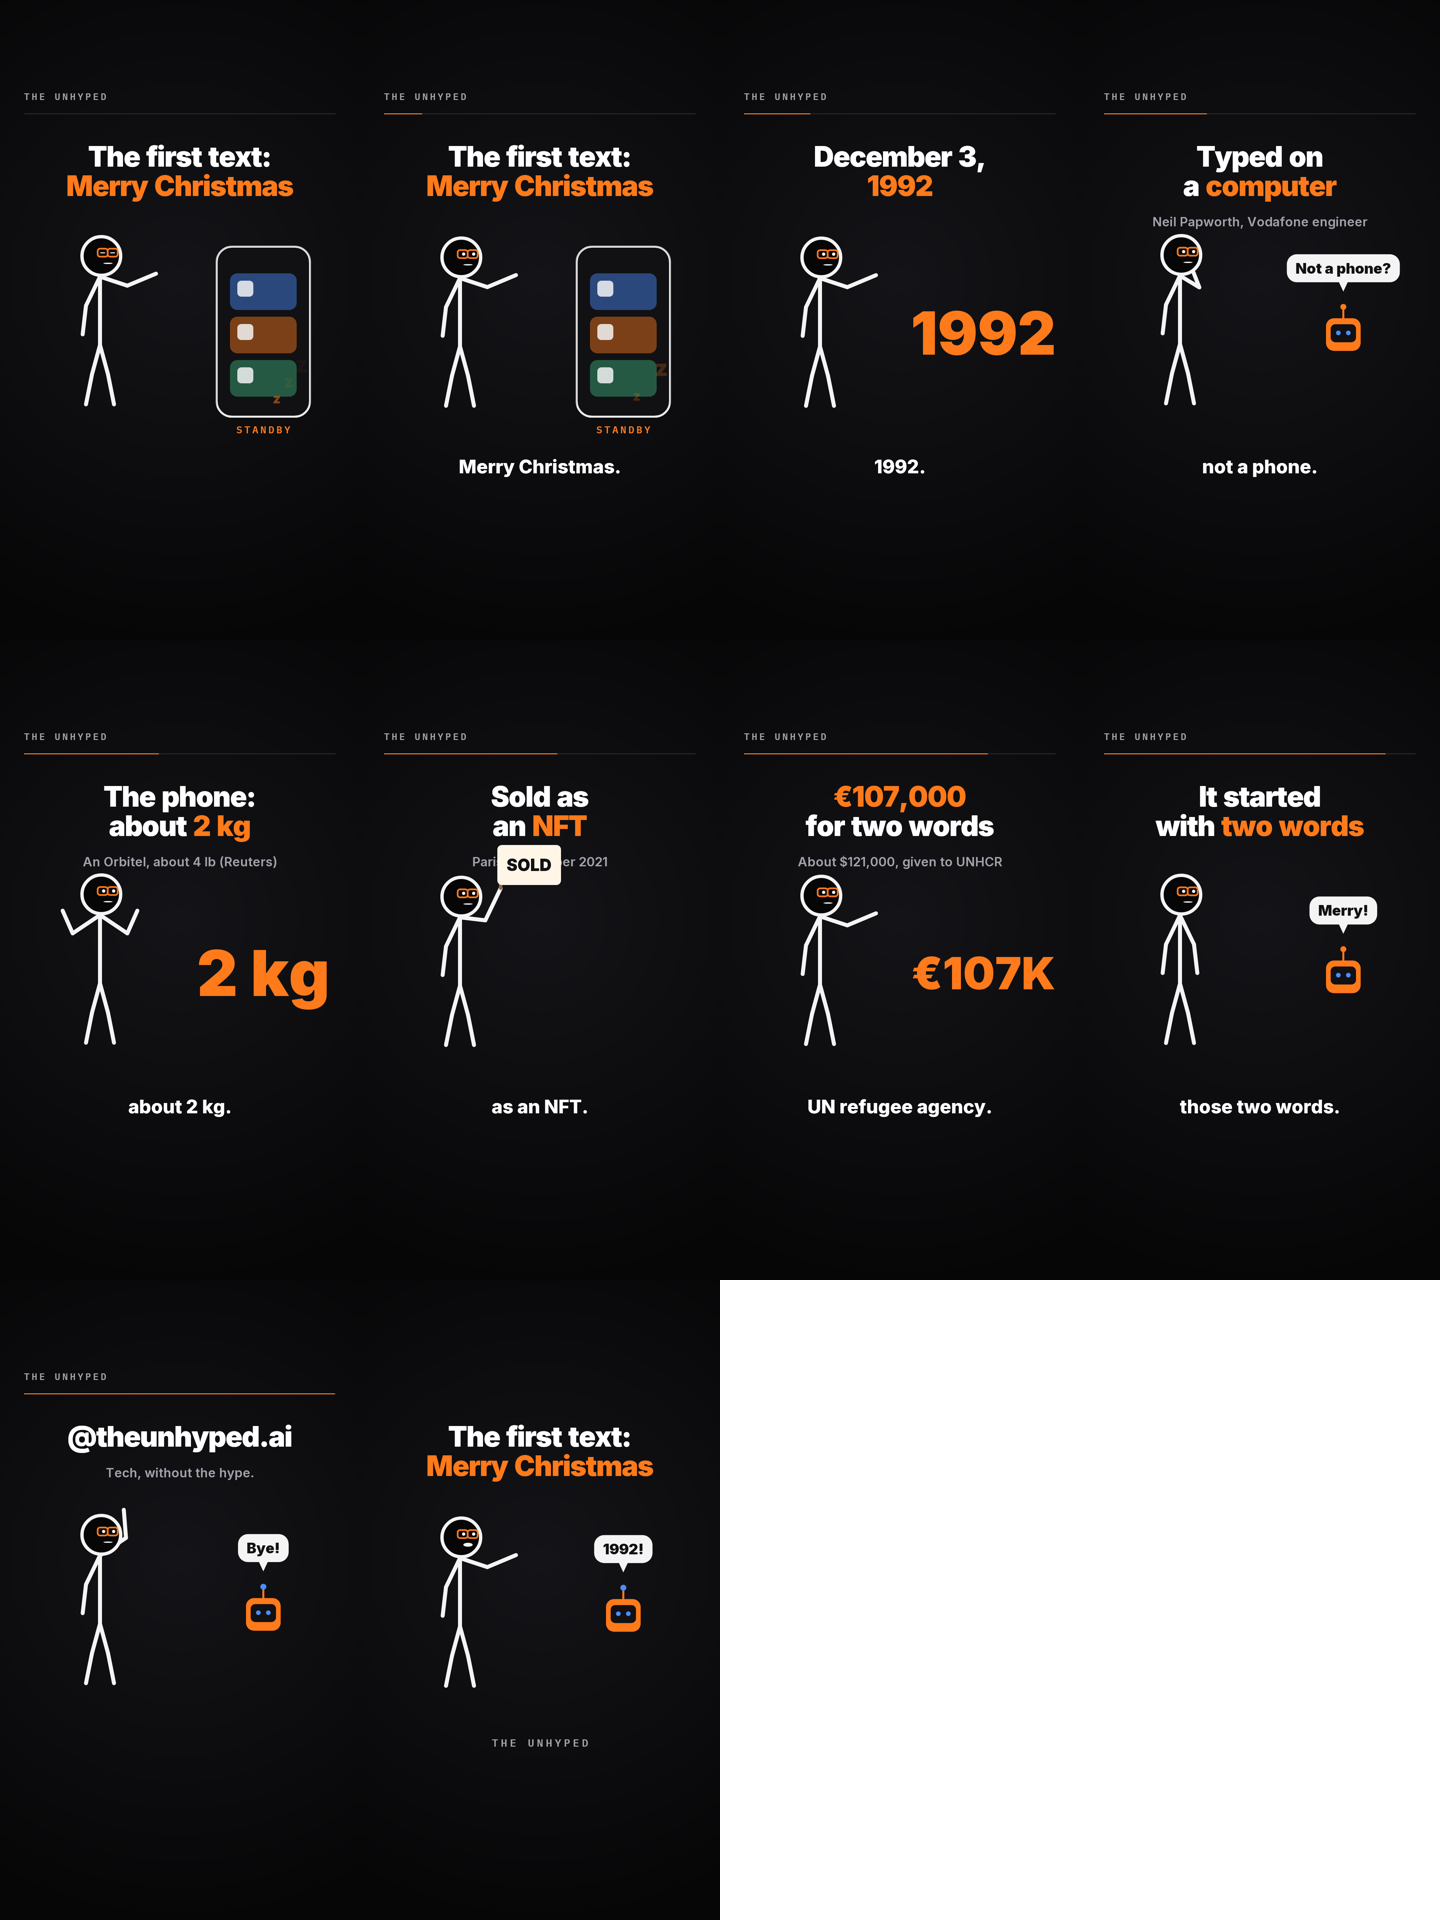 THE UNHYPED
The first text:
Merry Christmas
z
z
z
STANDBY
THE UNHYPED
The first text:
Merry Christmas
z
z
STANDBY
Merry Christmas.
THE UNHYPED
December 3,
1992
1992
1992.
THE UNHYPED
Typed on
a computer
Neil Papworth, Vodafone engineer
Not a phone?
not a phone.
THE UNHYPED
The phone:
about 2 kg
An Orbitel, about 4 lb (Reuters)
2 kg
about 2 kg.
THE UNHYPED
Sold as
an NFT
2021
SOLD
as an NFT.
THE UNHYPED
€107,000
for two words
About $121,000, given to UNHCR
€107K
UN refugee agency.
THE UNHYPED
It started
with two words
Merry!
those two words.
THE UNHYPED
@theunhyped.ai
Tech, without the hype.
Bye!
The first text:
Merry Christmas
1992!
THE UNHYPED